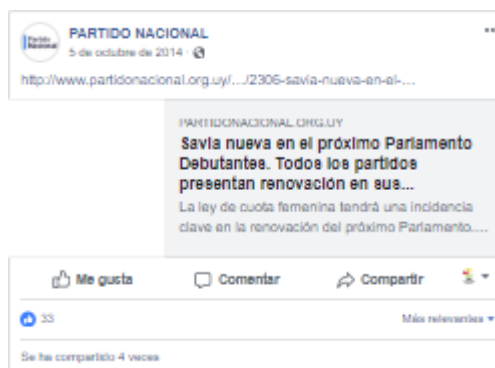 Partido Nacional
PARTIDO NACIONAL
5 de octubre de 2014 ·
http://www.partidonacional.org.uy/.../2306-savia-nueva-en-el-...
PARTIDONACIONAL.ORG.UY
Savia nueva en el próximo Parlamento
Debutantes. Todos los partidos
presentan renovación en sus...
La ley de cuota femenina tendrá una incidencia
clave en la renovación del próximo Parlamento....
Me gusta
Comentar
Compartir
33
Más relevantes
Se ha compartido 4 veces